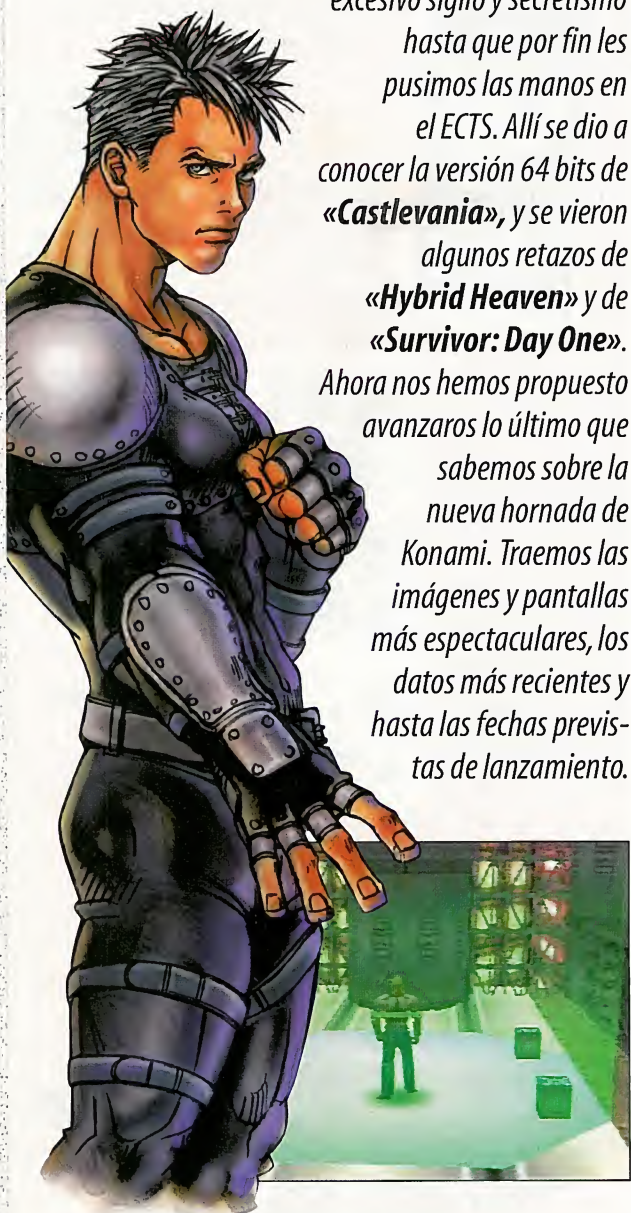 excesivo sigilo y secretismo
hasta que por fin les
pusimos las manos en
el ECTS. Allí se dio a
conocer la versión 64 bits de
«Castlevania», y se vieron
algunos retazos de
«Hybrid Heaven» y de
«Survivor: Day One».
Ahora nos hemos propuesto
avanzaros lo último que
sabemos sobre la
nueva hornada de
Konami. Traemos las
imágenes y pantallas
más espectaculares, los
datos más recientes y
hasta las fechas previs-
tas de lanzamiento.